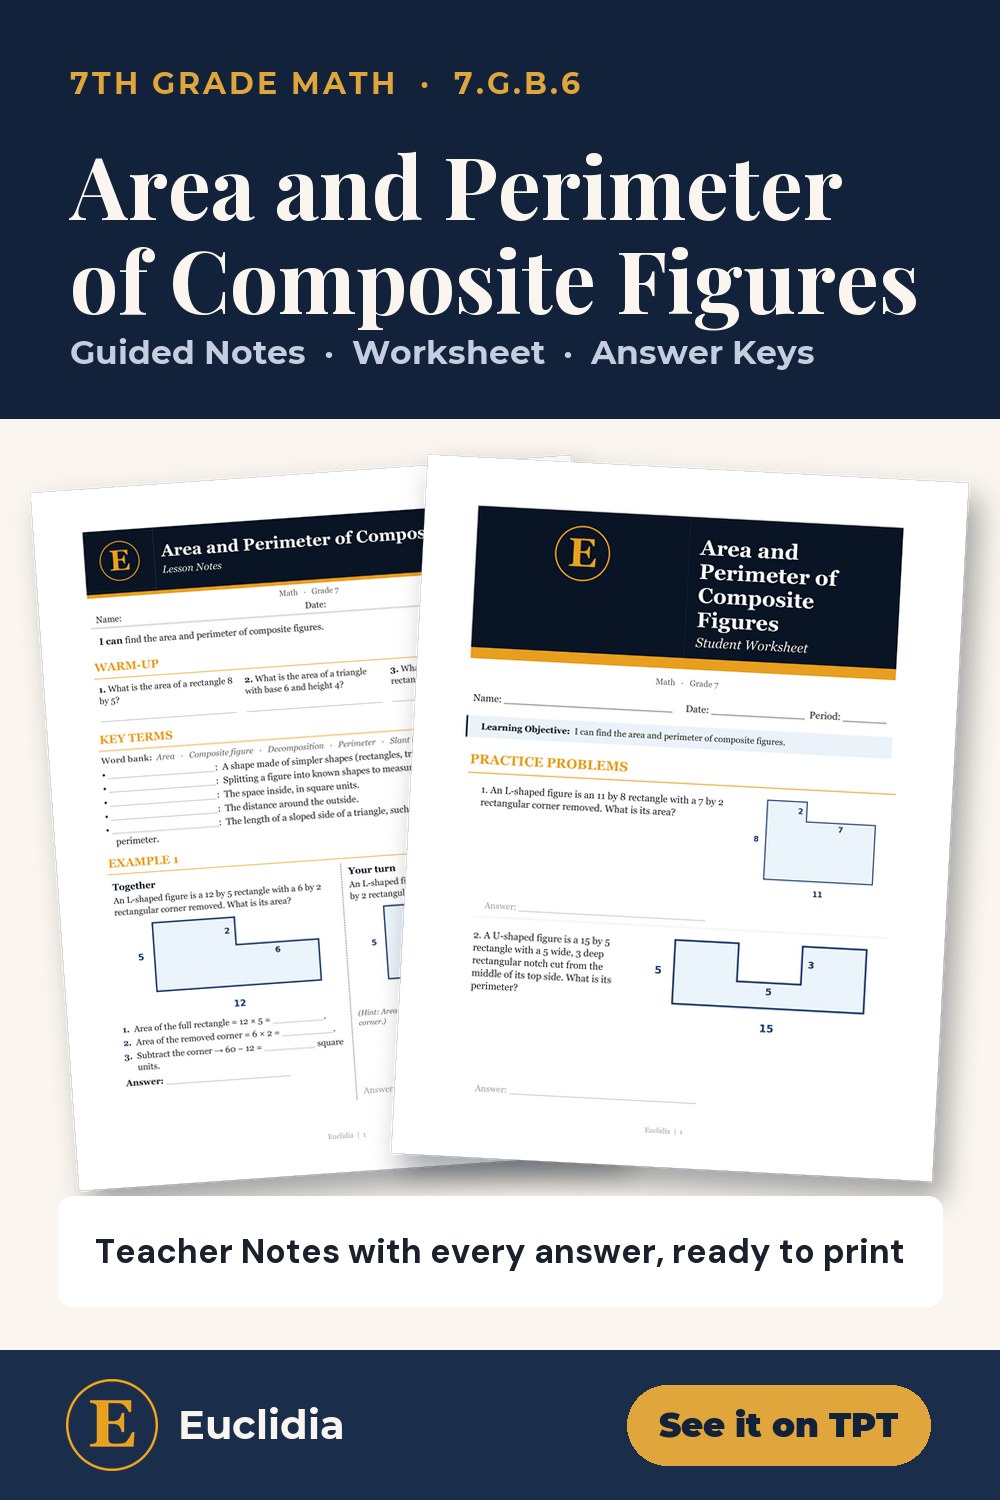 7TH GRADE MATH · 7.G.B.6
Area and Perimeter
of Composite Figures
Guided Notes · Worksheet · Answer Keys
E
Area and Perimeter of Compos
Lesson Notes
Math · Grade 7
Name:
Date:
I can find the area and perimeter of composite figures.
WARM-UP
1. What is the area of a rectangle 8
by 5?
2. What is the area of a triangle
with base 6 and height 4?
3. Wha
rectan
KEY TERMS
Word bank: Area · Composite figure · Decomposition · Perimeter · Slant
• : A shape made of simpler shapes (rectangles, tr
• : Splitting a figure into known shapes to measur
• : The space inside, in square units.
• : The distance around the outside.
• : The length of a sloped side of a triangle, such
perimeter.
EXAMPLE 1
Together
An L-shaped figure is a 12 by 5 rectangle with a 6 by 2
rectangular corner removed. What is its area?
2
5
6
12
1. Area of the full rectangle = 12 × 5 = .
2. Area of the removed corner = 6 × 2 = .
3. Subtract the corner → 60 − 12 = square
units.
Answer:
Your turn
An L-shaped fi
by 2 rectangul
5
(Hint: Area
corner.)
Answer:
Euclidia | 1
E
Area and
Perimeter of
Composite
Figures
Student Worksheet
Math · Grade 7
Name:
Date:
Period:
Learning Objective: I can find the area and perimeter of composite figures.
PRACTICE PROBLEMS
1. An L-shaped figure is an 11 by 8 rectangle with a 7 by 2
rectangular corner removed. What is its area?
2
7
8
11
Answer:
2. A U-shaped figure is a 15 by 5
rectangle with a 5 wide, 3 deep
rectangular notch cut from the
middle of its top side. What is its
perimeter?
5
3
5
15
Answer:
Euclidia | 1
Teacher Notes with every answer, ready to print
E
Euclidia
See it on TPT